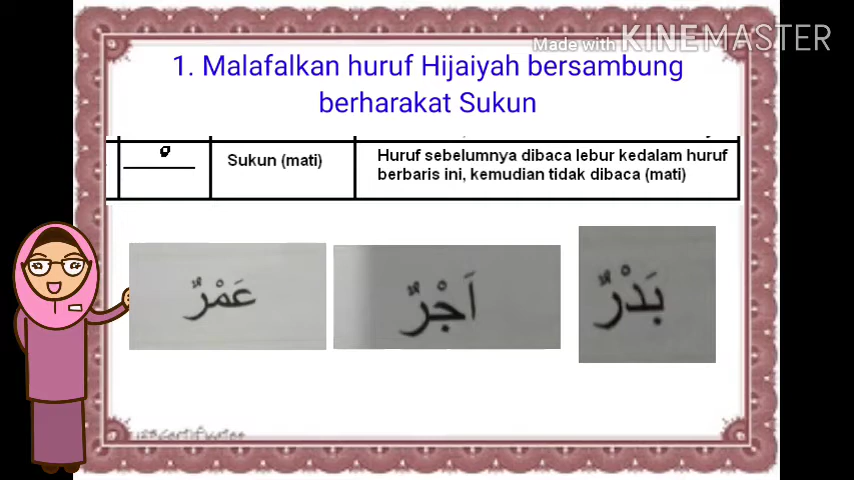 Made with KINEMASTER
1. Malafalkan huruf Hijaiyah bersambung
berharakat Sukun
Sukun (mati)
Huruf sebelumnya dibaca lebur kedalam huruf
berbaris ini, kemudian tidak dibaca (mati)
عَمْرٌ
اَجْرٌ
بَدْرٌ